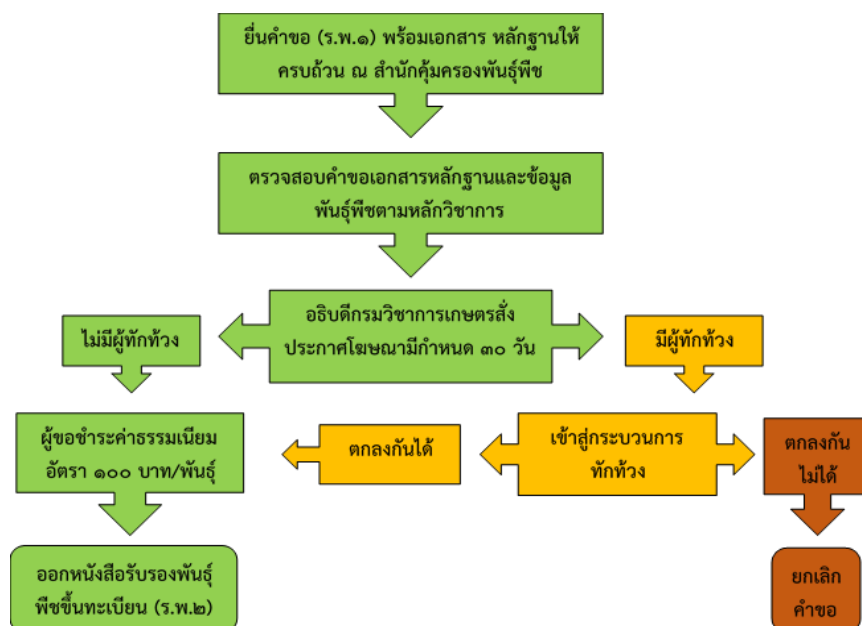 ยื่นคำขอ (ร.พ.๑) พร้อมเอกสาร หลักฐานให้
ครบถ้วน ณ สำนักคุ้มครองพันธุ์พืช
ตรวจสอบคำขอเอกสารหลักฐานและข้อมูล
พันธุ์พืชตามหลักวิชาการ
อธิบดีกรมวิชาการเกษตรสั่ง
ประกาศโฆษณามีกำหนด ๓๐ วัน
ไม่มีผู้ทักท้วง
มีผู้ทักท้วง
ผู้ขอชำระค่าธรรมเนียม
อัตรา ๑๐๐ บาท/พันธุ์
ตกลงกันได้
เข้าสู่กระบวนการ
ทักท้วง
ตกลงกัน
ไม่ได้
ออกหนังสือรับรองพันธุ์
พืชขึ้นทะเบียน (ร.พ.๒)
ยกเลิก
คำขอ